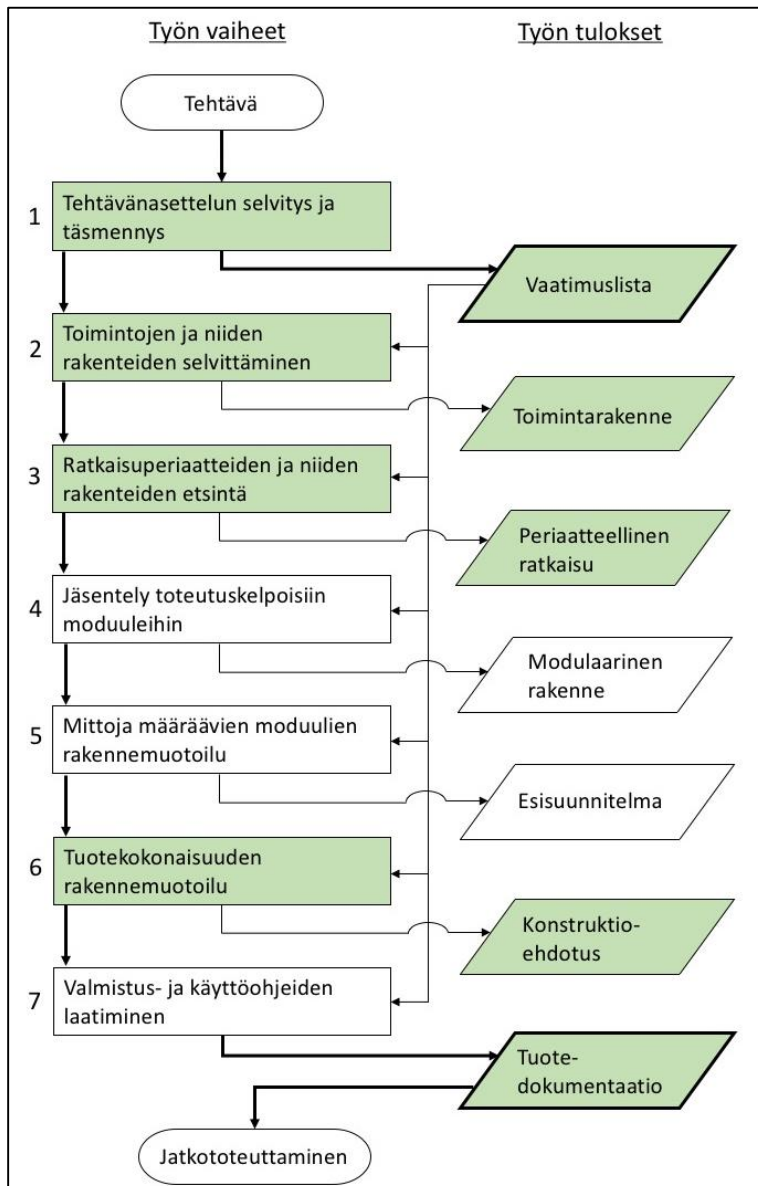 Työn vaiheet
Työn tulokset
Tehtävä
1
Tehtävänasettelun selvitys ja
täsmennys
Vaatimuslista
2
Toimintojen ja niiden
rakenteiden selvittäminen
Toimintarakenne
3
Ratkaisuperiaatteiden ja niiden
rakenteiden etsintä
Periaatteellinen
ratkaisu
4
Jäsentely toteutuskelpoisiin
moduuleihin
Modulaarinen
rakenne
5
Mittoja määräävien moduulien
rakennemuotoilu
Esisuunnitelma
6
Tuotekokonaisuuden
rakennemuotoilu
Konstruktio-
ehdotus
7
Valmistus- ja käyttöohjeiden
laatiminen
Tuote-
dokumentaatio
Jatkototeuttaminen